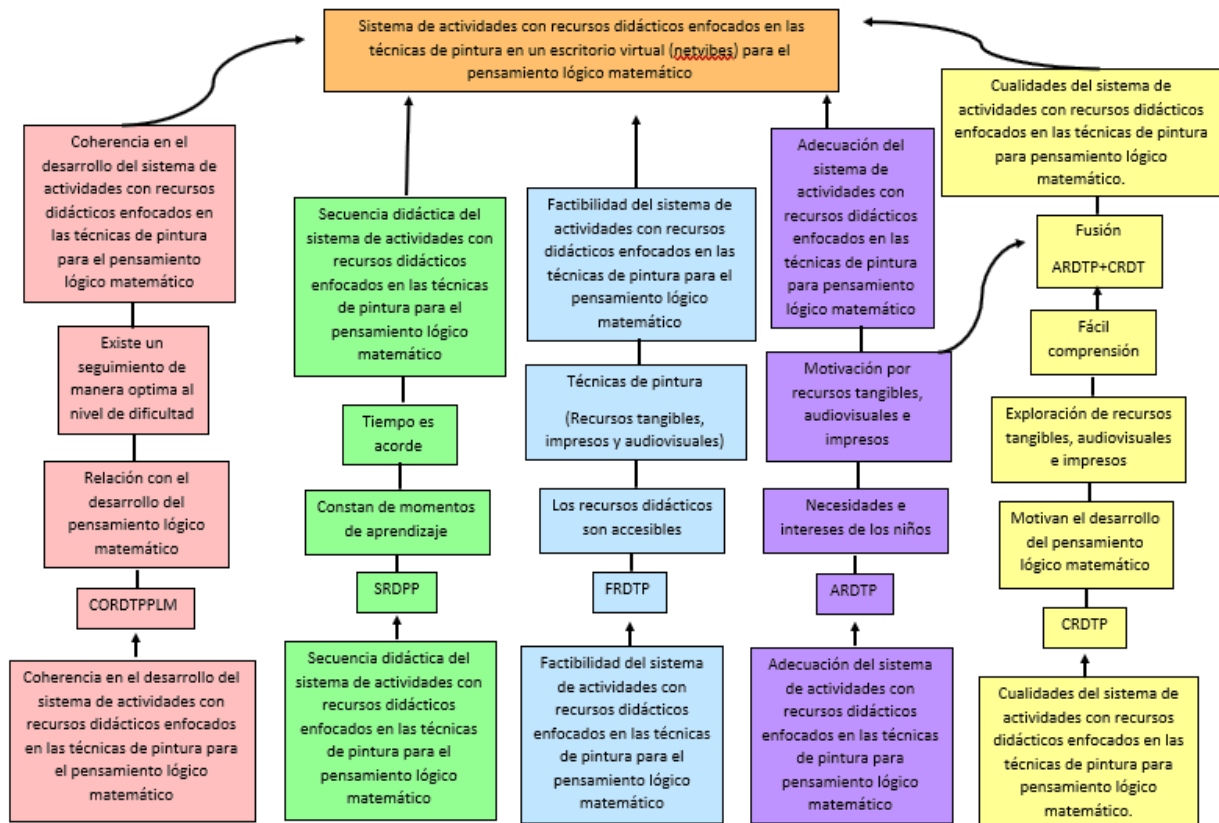 Sistema de actividades con recursos didácticos enfocados en las
técnicas de pintura en un escritorio virtual (netvibes) para el
pensamiento lógico matemático
Coherencia en el
desarrollo del sistema de
actividades con recursos
didácticos enfocados en
las técnicas de pintura
para el pensamiento
lógico matemático
Existe un
seguimiento de
manera optima al
nivel de dificultad
Relación con el
desarrollo del
pensamiento lógico
matemático
CORDTPPLM
Coherencia en el desarrollo del
sistema de actividades con
recursos didácticos enfocados
en las técnicas de pintura para
el pensamiento lógico
matemático
Secuencia didáctica del
sistema de actividades con
recursos didácticos
enfocados en las técnicas
de pintura para el
pensamiento lógico
matemático
Tiempo es
acorde
Constan de momentos
de aprendizaje
SRDPP
Secuencia didáctica del
sistema de actividades con
recursos didácticos
enfocados en las técnicas
de pintura para el
pensamiento lógico
matemático
Factibilidad del sistema de
actividades con recursos
didácticos enfocados en las
técnicas de pintura para el
pensamiento lógico
matemático
Técnicas de pintura
(Recursos tangibles,
impresos y audiovisuales)
Los recursos didácticos
son accesibles
FRDTP
Factibilidad del sistema
de actividades con
recursos didácticos
enfocados en las técnicas
de pintura para el
pensamiento lógico
matemático
Adecuación del
sistema de
actividades con
recursos didácticos
enfocados en las
técnicas de pintura
para pensamiento
lógico matemático
Motivación por
recursos tangibles,
audiovisuales e
impresos
Necesidades e
intereses de los niños
ARDTP
Adecuación del sistema
de actividades con
recursos didácticos
enfocados en las técnicas
de pintura para
pensamiento lógico
matemático
Cualidades del sistema de
actividades con recursos didácticos
enfocados en las técnicas de pintura
para pensamiento lógico
matemático.
Fusión
ARDTP+CRDT
Fácil
comprensión
Exploración de recursos
tangibles, audiovisuales
e impresos
Motivan el desarrollo
del pensamiento
lógico matemático
CRDTP
Cualidades del sistema de
actividades con recursos
didácticos enfocados en las
técnicas de pintura para
pensamiento lógico
matemático.